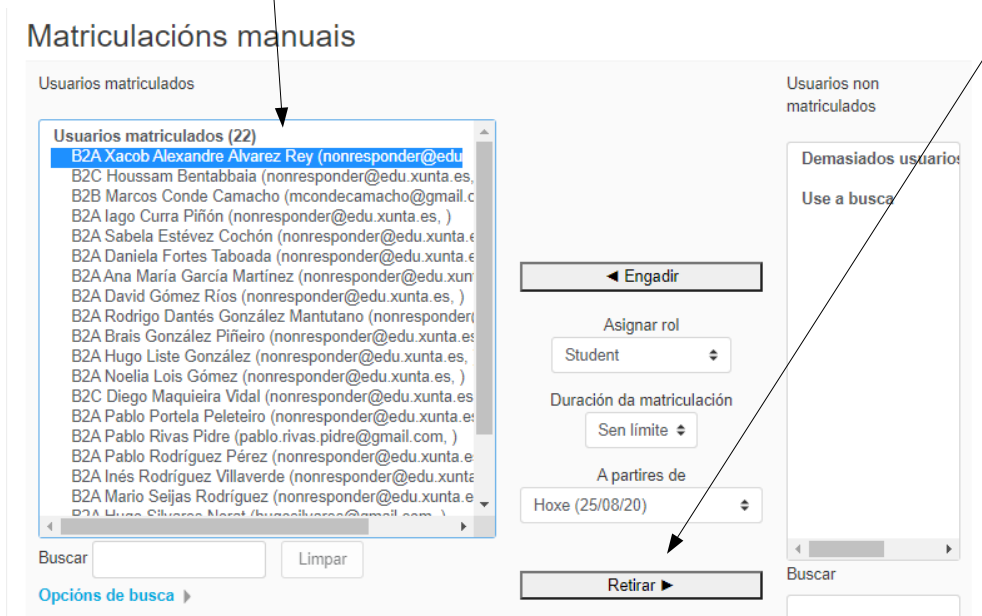 Matriculacións manuais
Usuarios matriculados
Usuarios matriculados (22)
B2A Xacob Alexandre Alvarez Rey (nonresponder@edu
B2C Houssam Bentabbaia (nonresponder@edu.xunta.es,
B2B Marcos Conde Camacho (mcondecamacho@gmail.c
B2A Iago Curra Piñón (nonresponder@edu.xunta.es, )
B2A Sabela Estévez Cochón (nonresponder@edu.xunta.e
B2A Daniela Fortes Taboada (nonresponder@edu.xunta.e
B2A Ana María García Martínez (nonresponder@edu.xun
B2A David Gómez Ríos (nonresponder@edu.xunta.es, )
B2A Rodrigo Dantés González Mantutano (nonresponder(
B2A Brais González Piñeiro (nonresponder@edu.xunta.es
B2A Hugo Liste González (nonresponder@edu.xunta.es,
B2A Noelia Lois Gómez (nonresponder@edu.xunta.es, )
B2C Diego Maquieira Vidal (nonresponder@edu.xunta.es
B2A Pablo Portela Peleteiro (nonresponder@edu.xunta.es
B2A Pablo Rivas Pidre (pablo.rivas.pidre@gmail.com, )
B2A Pablo Rodríguez Pérez (nonresponder@edu.xunta.e
B2A Inés Rodríguez Villaverde (nonresponder@edu.xunta
B2A Mario Seijas Rodríguez (nonresponder@edu.xunta.e
Buscar
Limpar
Opcións de busca ▶
◄ Engadir
Asignar rol
Student
Duración da matriculación
Sen límite
A partires de
Hoxe (25/08/20)
Retirar ►
Usuarios non
matriculados
Demasiados usuarios
Use a busca
Buscar